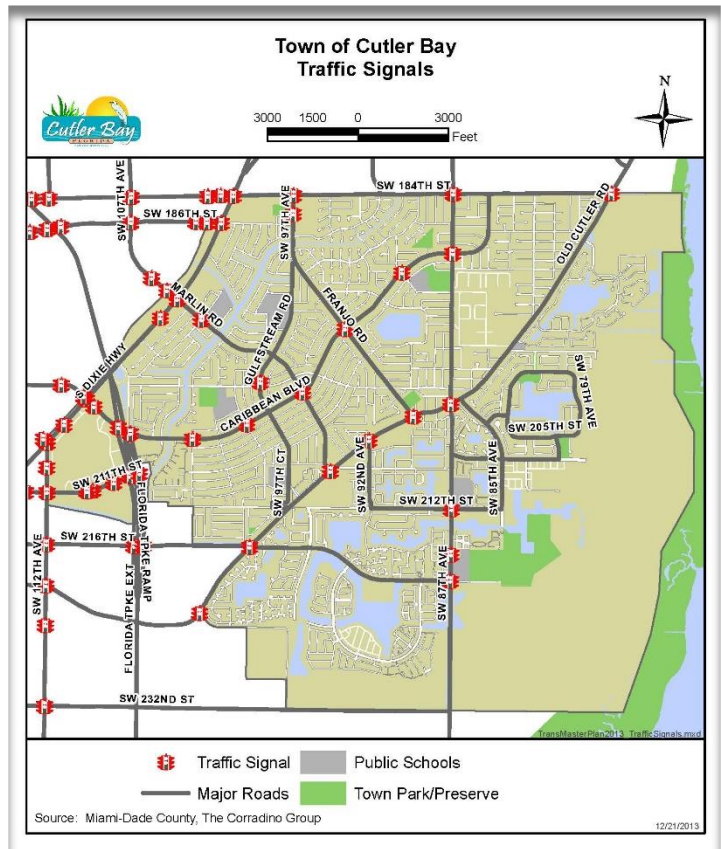 Town of Cutler Bay
Traffic Signals
Cutler Bay
FLORIDA
3000 1500 0 3000
Feet
N
SW 107TH AVE
SW 97TH AVE
SW 184TH ST
OLD CUTLER RD
SW 186TH ST
MARLIN RD
FRANJO RD
GULFSTREAM RD
S DIXIE HWY
CARIBBEAN BLVD
SW 79TH AVE
SW 205TH ST
SW 92ND AVE
SW 85TH AVE
SW 211TH ST
SW 97TH CT
SW 212TH ST
FLORIDA TPKE RAMP
SW 216TH ST
SW 112TH AVE
FLORIDA TPKE EXT
SW 87TH AVE
SW 232ND ST
TransMasterPlan2013_TrafficSignals.mxd
Traffic Signal
Public Schools
Major Roads
Town Park/Preserve
Source: Miami-Dade County, The Corradino Group
12/21/2013